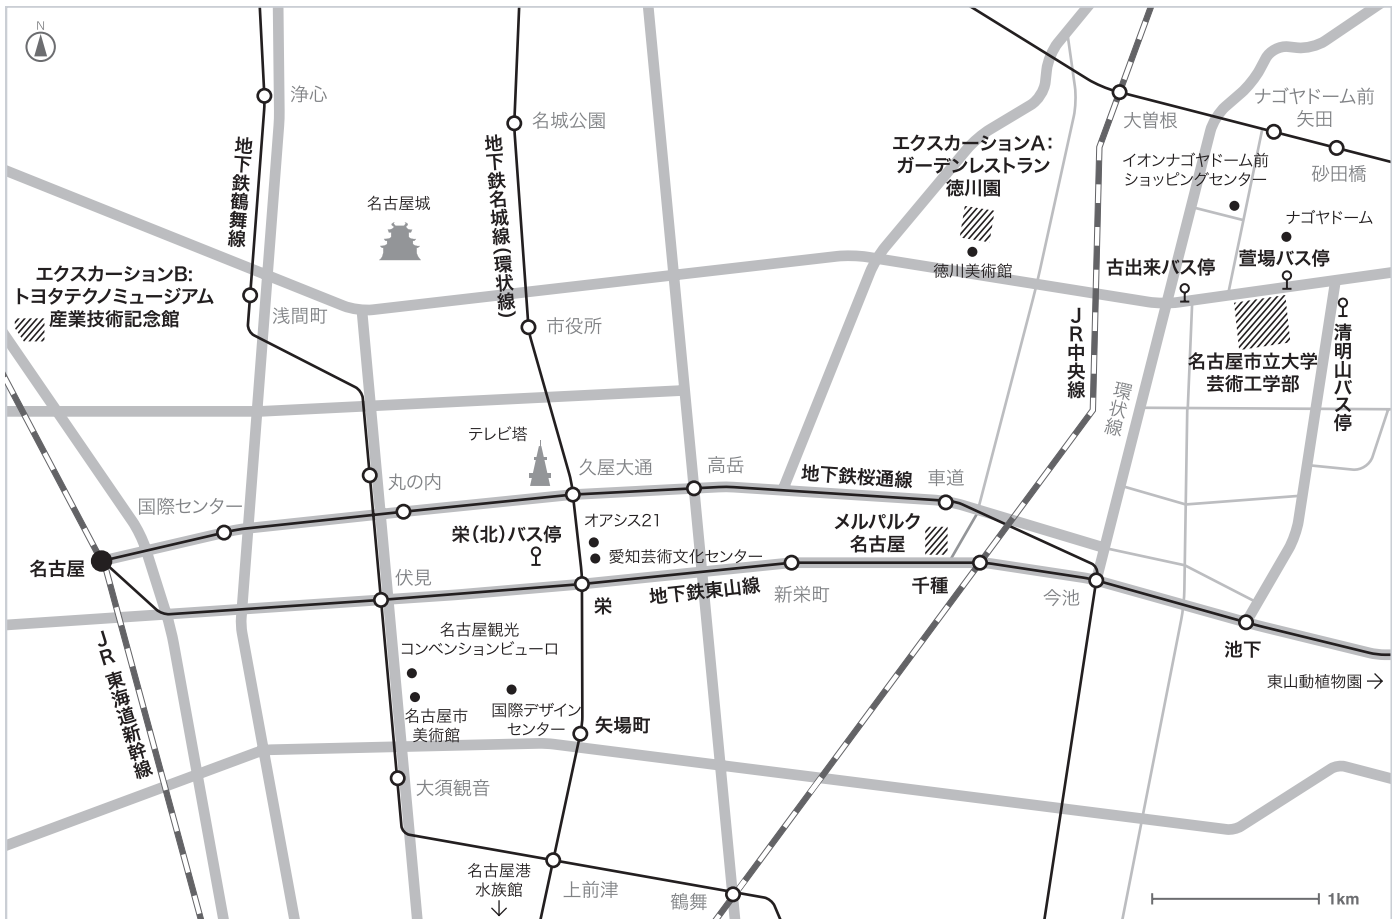 N
浄心
名城公園
地下鉄鶴舞線
地下鉄名城線(環状線)
名古屋城
エクスカーションA:
ガーデンレストラン
徳川園
徳川美術館
大曽根
ナゴヤドーム前
矢田
砂田橋
イオンナゴヤドーム前
ショッピングセンター
ナゴヤドーム
古出来バス停
萱場バス停
エクスカーションB:
トヨタテクノミュージアム
産業技術記念館
浅間町
市役所
JR中央線
環状線
名古屋市立大学
芸術工学部
清明山バス停
テレビ塔
久屋大通
高岳
地下鉄桜通線
車道
丸の内
国際センター
栄(北)バス停
オアシス21
愛知芸術文化センター
メルパルク
名古屋
名古屋
伏見
栄
地下鉄東山線
新栄町
千種
今池
池下
東山動植物園→
JR東海道新幹線
名古屋観光
コンベンションビューロ
名古屋市
美術館
国際デザイン
センター
矢場町
大須観音
名古屋港
水族館
↓
上前津
鶴舞
1km